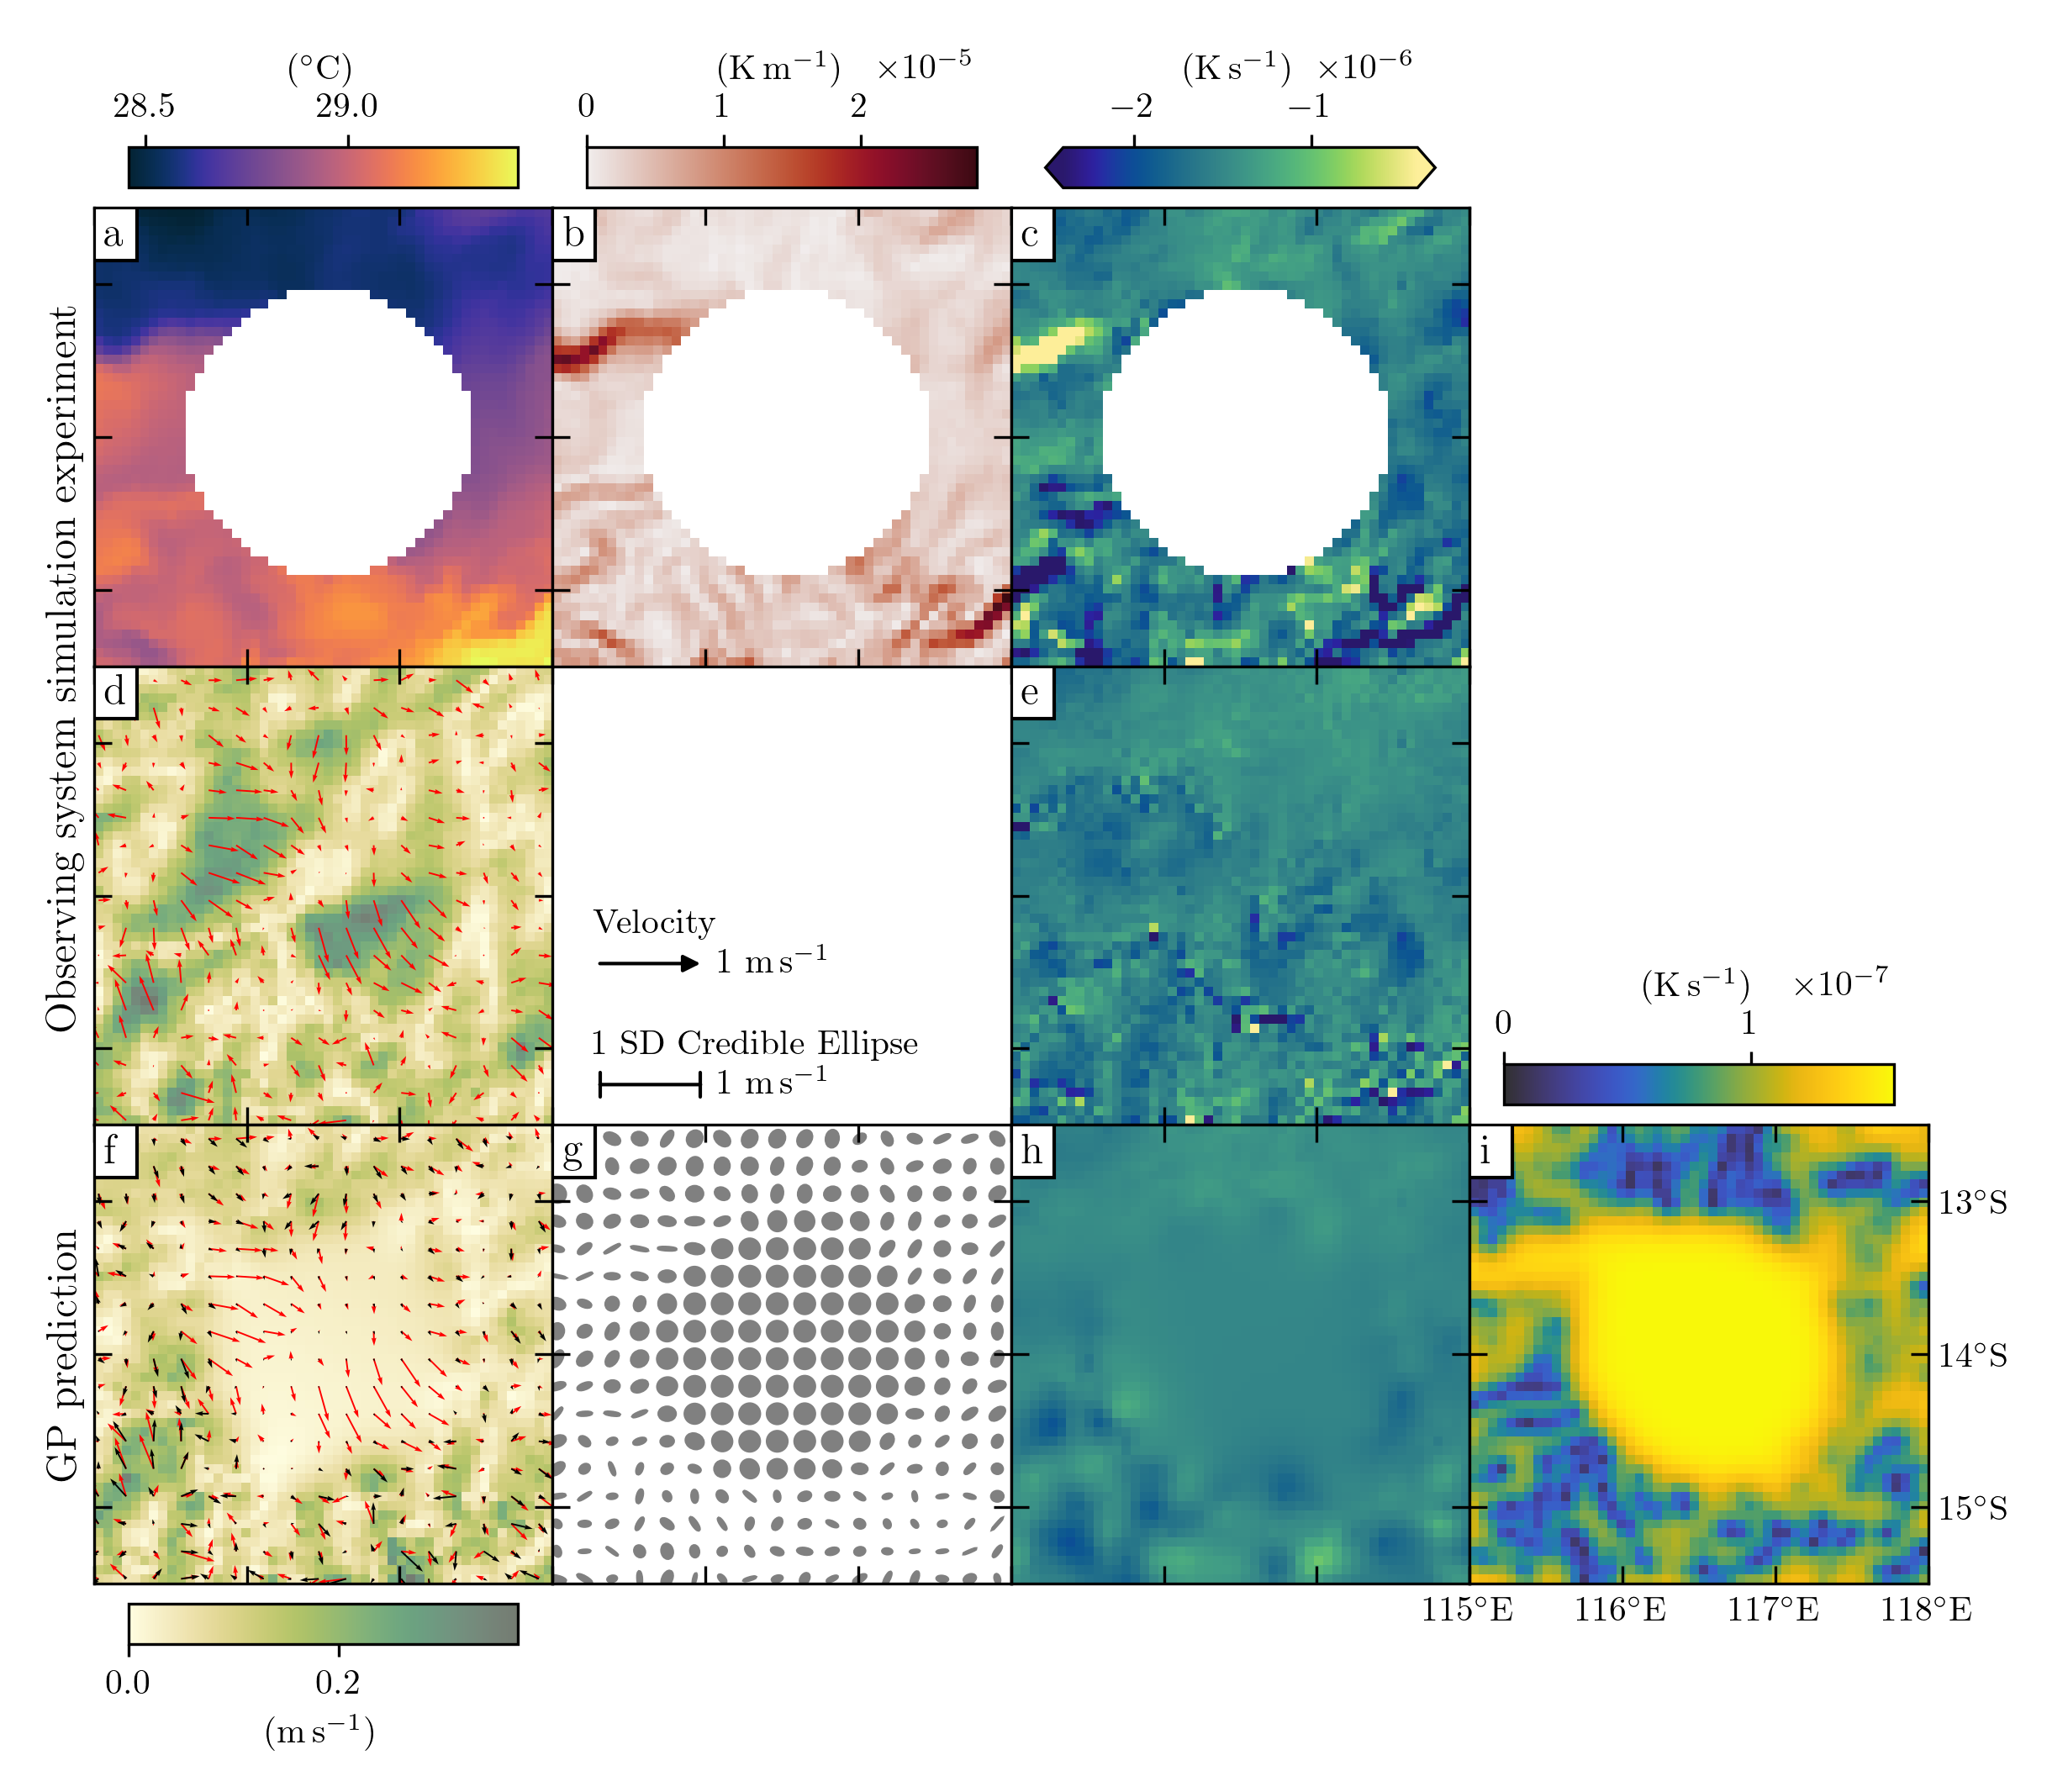 (°C)
28.5 29.0
(K m⁻¹) ×10⁻⁵
0 1 2
(K s⁻¹) ×10⁻⁶
−2 −1
Observing system simulation experiment
a
b
c
d
Velocity
1 m s⁻¹
1 SD Credible Ellipse
1 m s⁻¹
e
(K s⁻¹) ×10⁻⁷
0 1
GP prediction
f
g
h
i
13°S
14°S
15°S
115°E 116°E 117°E 118°E
0.0 0.2
(m s⁻¹)